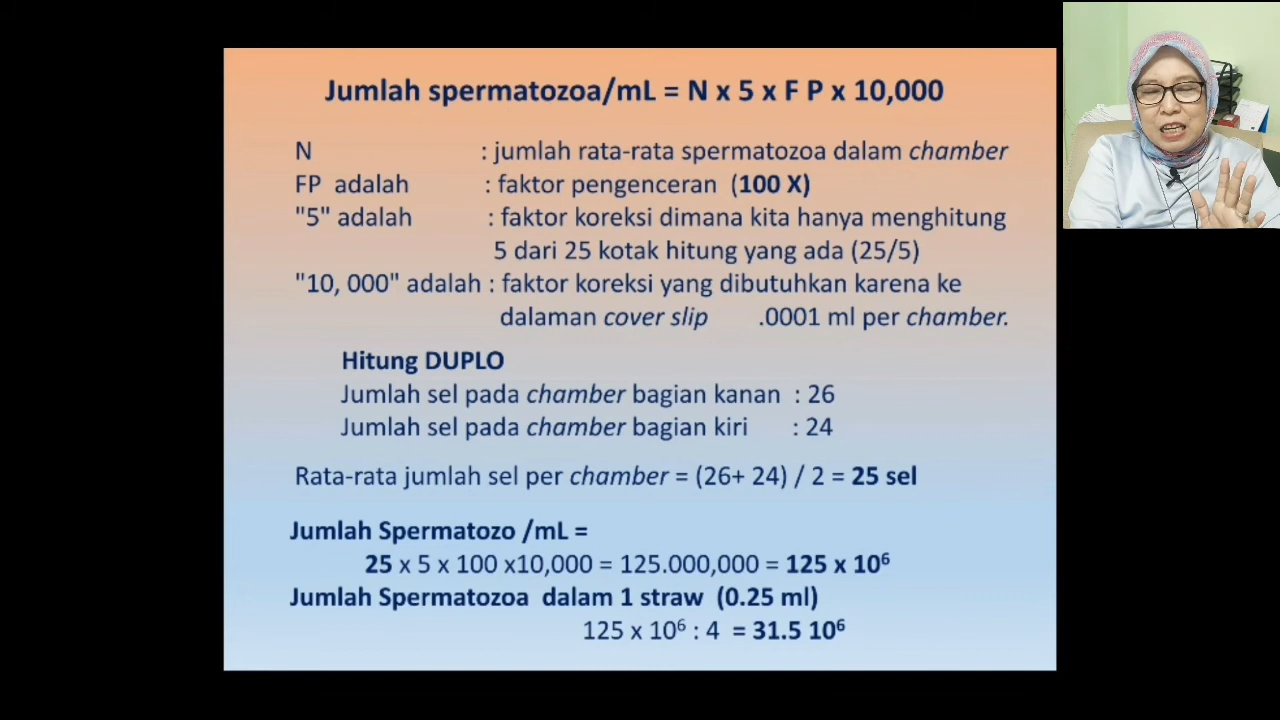 Jumlah spermatozoa/mL = N x 5 x F P x 10,000
N : jumlah rata-rata spermatozoa dalam chamber
FP adalah : faktor pengenceran (100 X)
"5" adalah : faktor koreksi dimana kita hanya menghitung
5 dari 25 kotak hitung yang ada (25/5)
"10, 000" adalah : faktor koreksi yang dibutuhkan karena ke
dalaman cover slip .0001 ml per chamber.
Hitung DUPLO
Jumlah sel pada chamber bagian kanan : 26
Jumlah sel pada chamber bagian kiri : 24
Rata-rata jumlah sel per chamber = (26+ 24) / 2 = 25 sel
Jumlah Spermatozo /mL =
25 x 5 x 100 x10,000 = 125.000,000 = 125 x 10⁶
Jumlah Spermatozoa dalam 1 straw (0.25 ml)
125 x 10⁶ : 4 = 31.5 10⁶